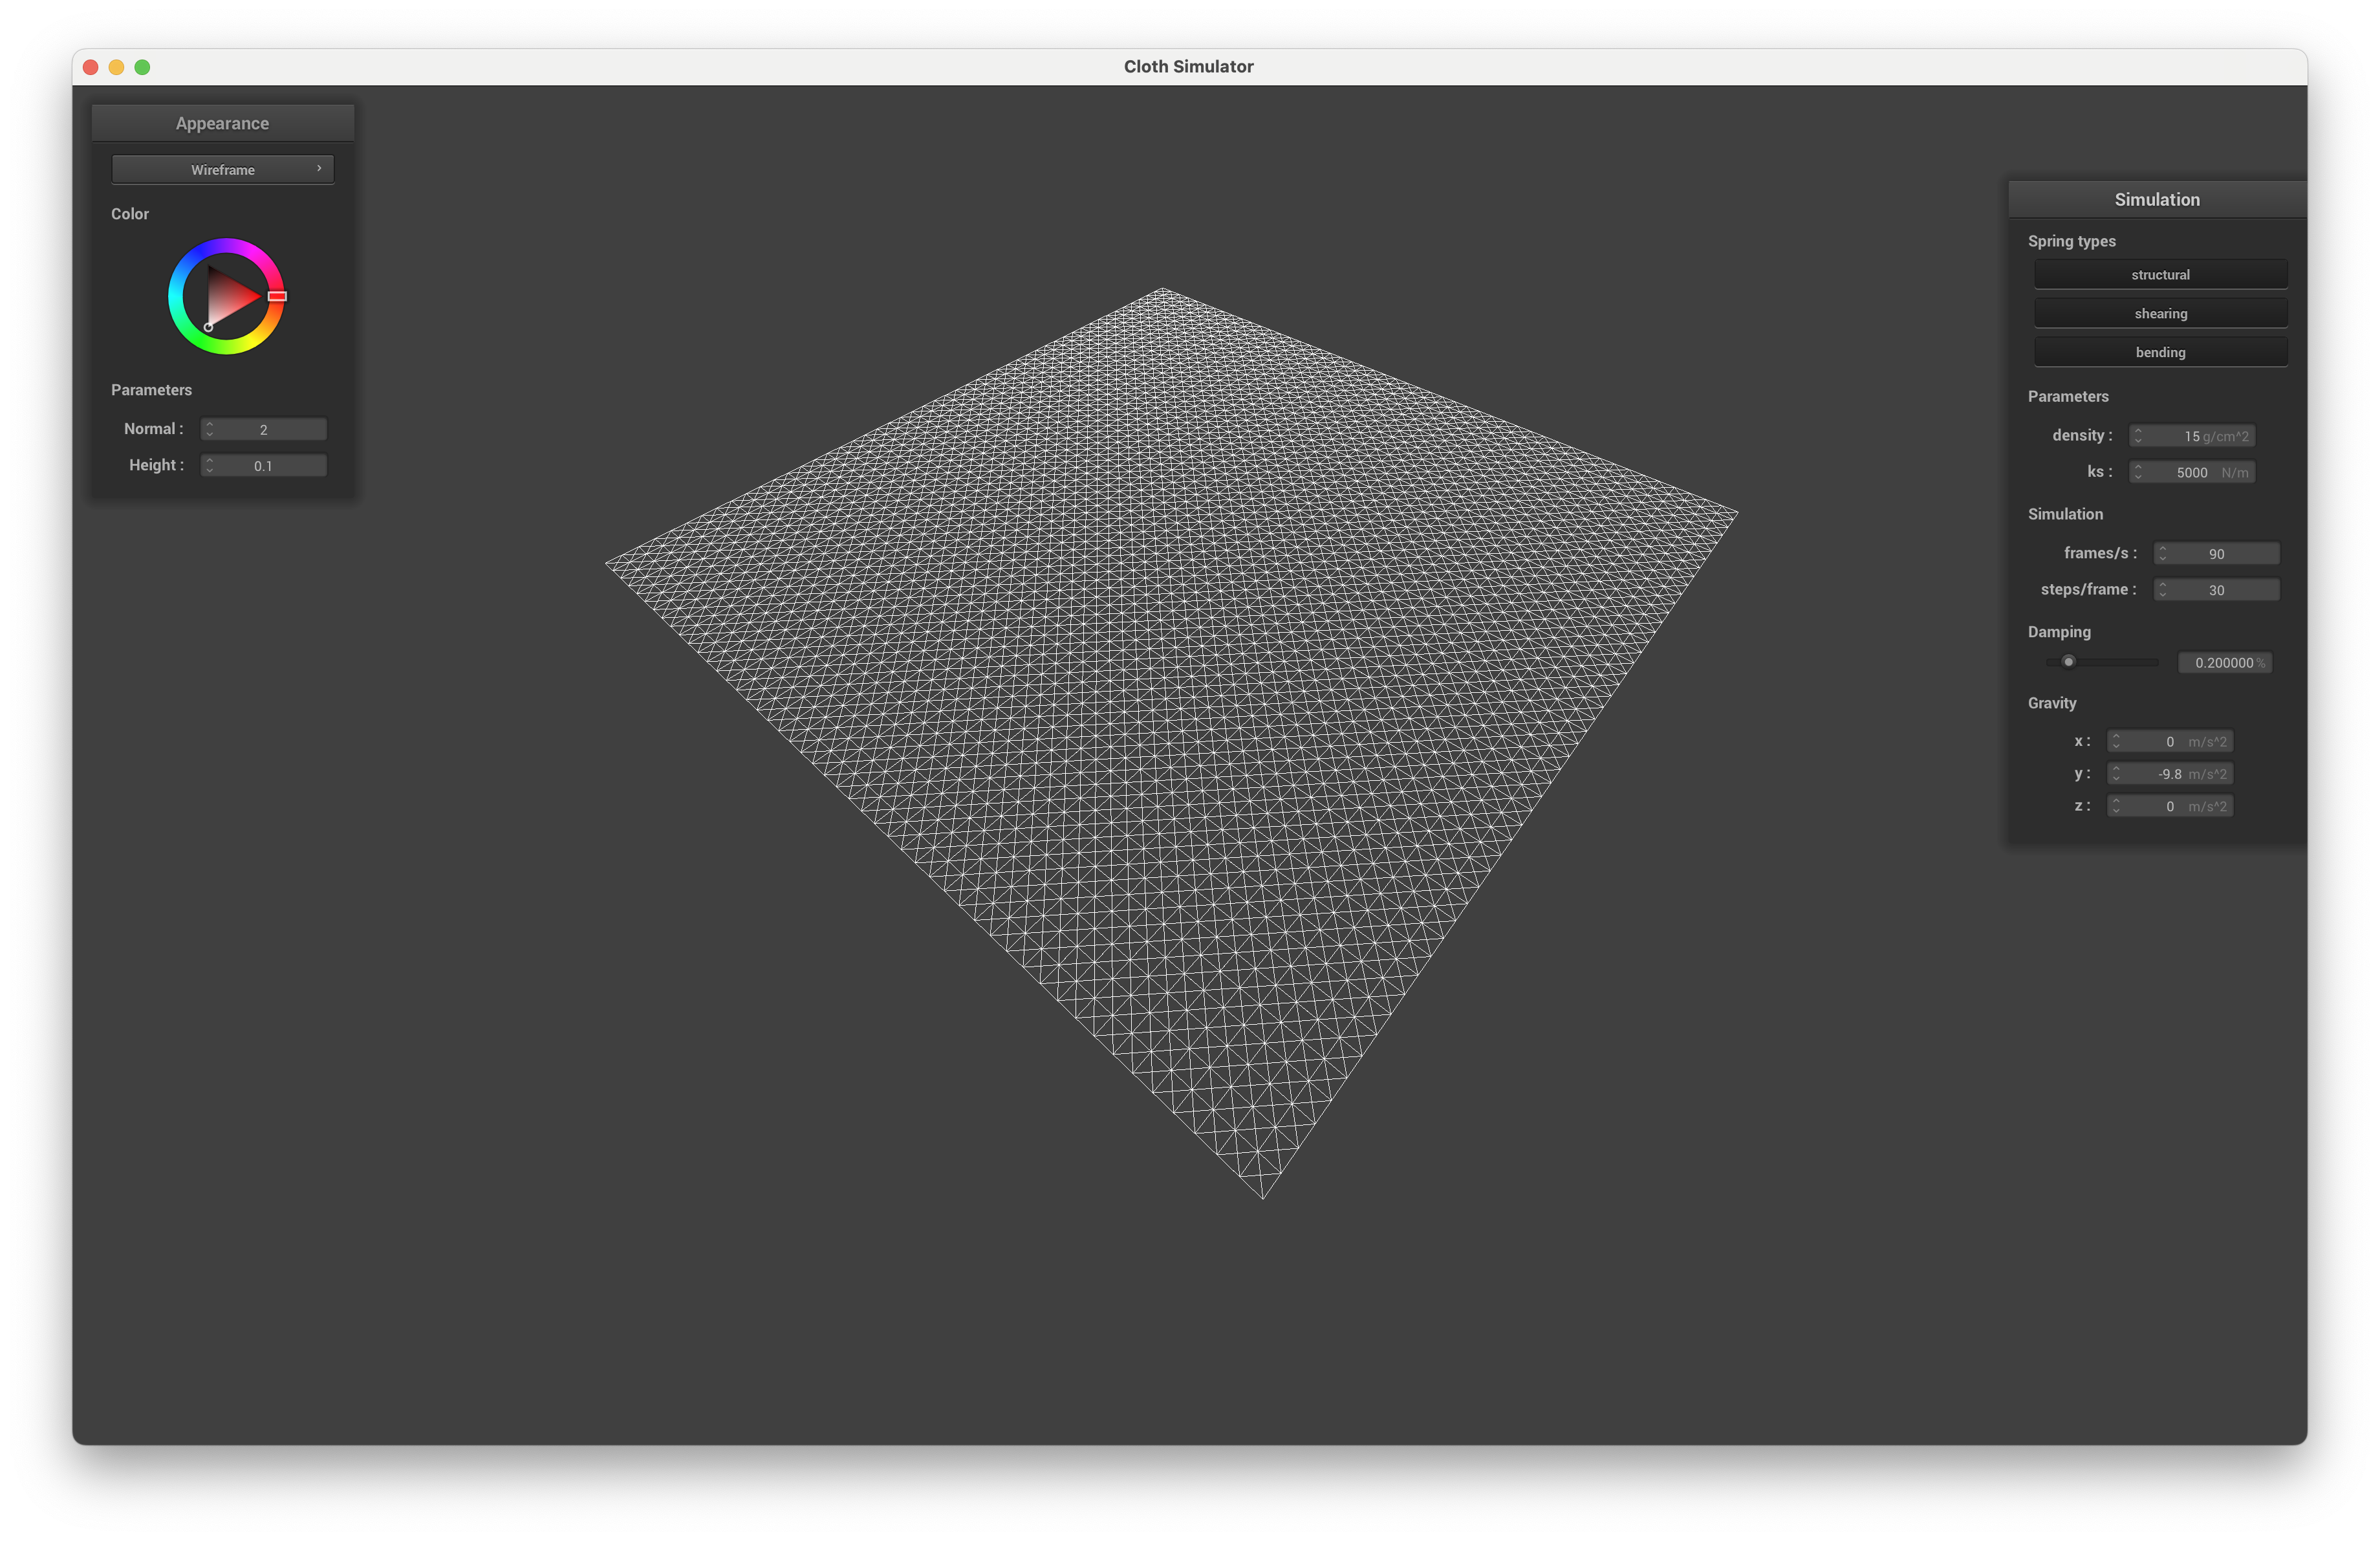 Cloth Simulator
Appearance
Wireframe
Color
Parameters
Normal : 2
Height : 0.1
Simulation
Spring types
structural
shearing
bending
Parameters
density : 15 g/cm^2
ks : 5000 N/m
Simulation
frames/s : 90
steps/frame : 30
Damping
0.200000 %
Gravity
x : 0 m/s^2
y : -9.8 m/s^2
z : 0 m/s^2